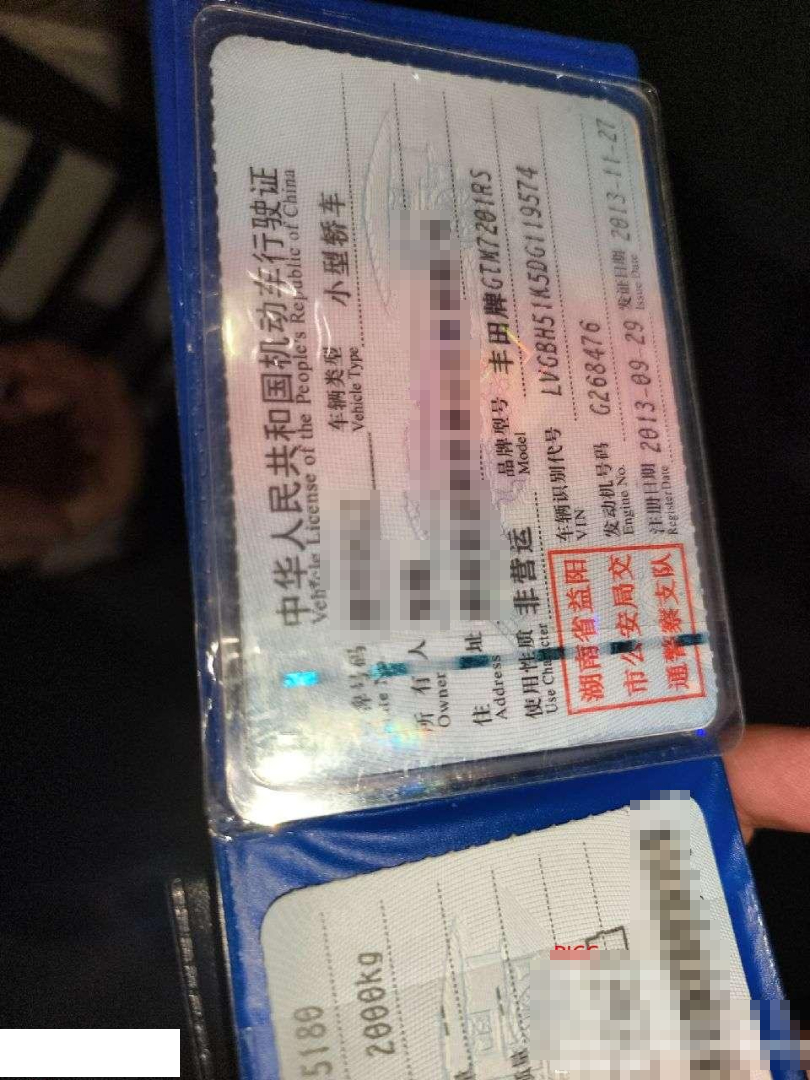 中华人民共和国机动车行驶证
Vehicle License of the People's Republic of China
号码 车辆类型 小型轿车
Vehicle Type
所有人
Owner
住址
Address
使用性质 非营运 品牌型号 丰田牌GTM7201RS
Use Character Model
车辆识别代号 LVGBH51K5DG119574
VIN
发动机号码 G268476
Engine No.
注册日期 2013-09-29 发证日期 2013-11-27
Register Date Issue Date
湖南省益阳
市公安局交
通警察支队
5180
2000kg